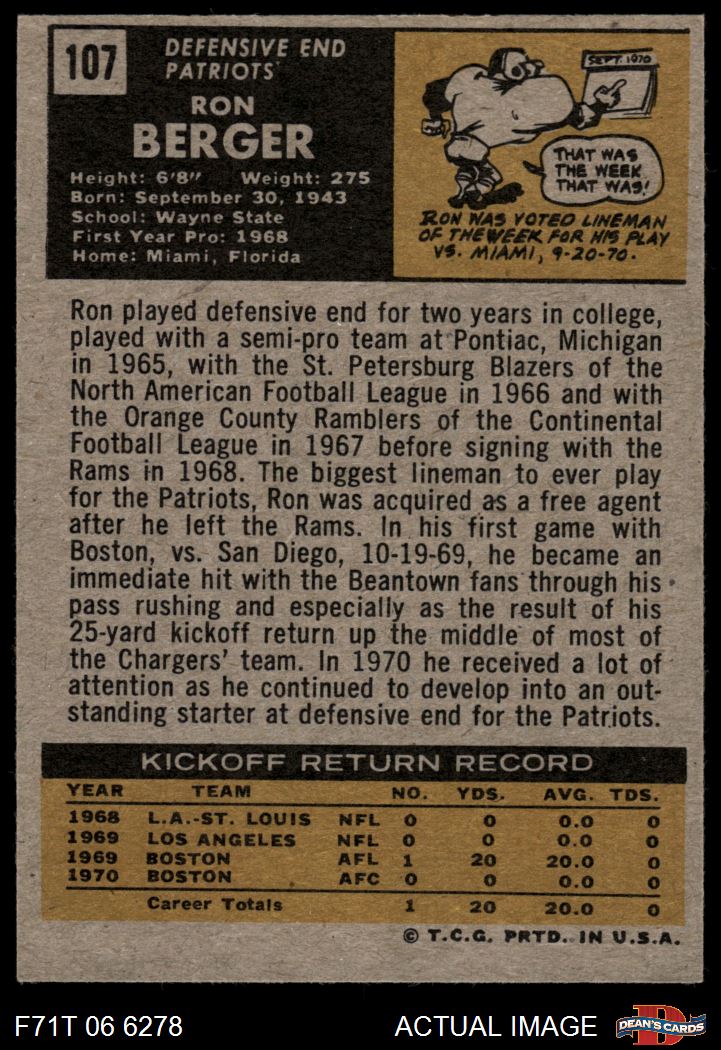 107
DEFENSIVE END
PATRIOTS
RON
BERGER
Height: 6'8" Weight: 275
Born: September 30, 1943
School: Wayne State
First Year Pro: 1968
Home: Miami, Florida
SEPT. 1970
THAT WAS
THE WEEK
THAT WAS!
RON WAS VOTED LINEMAN
OF THE WEEK FOR HIS PLAY
VS. MIAMI, 9-20-70.
Ron played defensive end for two years in college,
played with a semi-pro team at Pontiac, Michigan
in 1965, with the St. Petersburg Blazers of the
North American Football League in 1966 and with
the Orange County Ramblers of the Continental
Football League in 1967 before signing with the
Rams in 1968. The biggest lineman to ever play
for the Patriots, Ron was acquired as a free agent
after he left the Rams. In his first game with
Boston, vs. San Diego, 10-19-69, he became an
immediate hit with the Beantown fans through his
pass rushing and especially as the result of his
25-yard kickoff return up the middle of most of
the Chargers' team. In 1970 he received a lot of
attention as he continued to develop into an out-
standing starter at defensive end for the Patriots.
KICKOFF RETURN RECORD
YEAR TEAM NO. YDS. AVG. TDS.
1968 L.A.-ST. LOUIS NFL 0 0 0.0 0
1969 LOS ANGELES NFL 0 0 0.0 0
1969 BOSTON AFL 1 20 20.0 0
1970 BOSTON AFC 0 0 0.0 0
Career Totals 1 20 20.0 0
© T.C.G. PRTD. IN U.S.A.
F71T 06 6278 ACTUAL IMAGE
D
DEAN'S CARDS